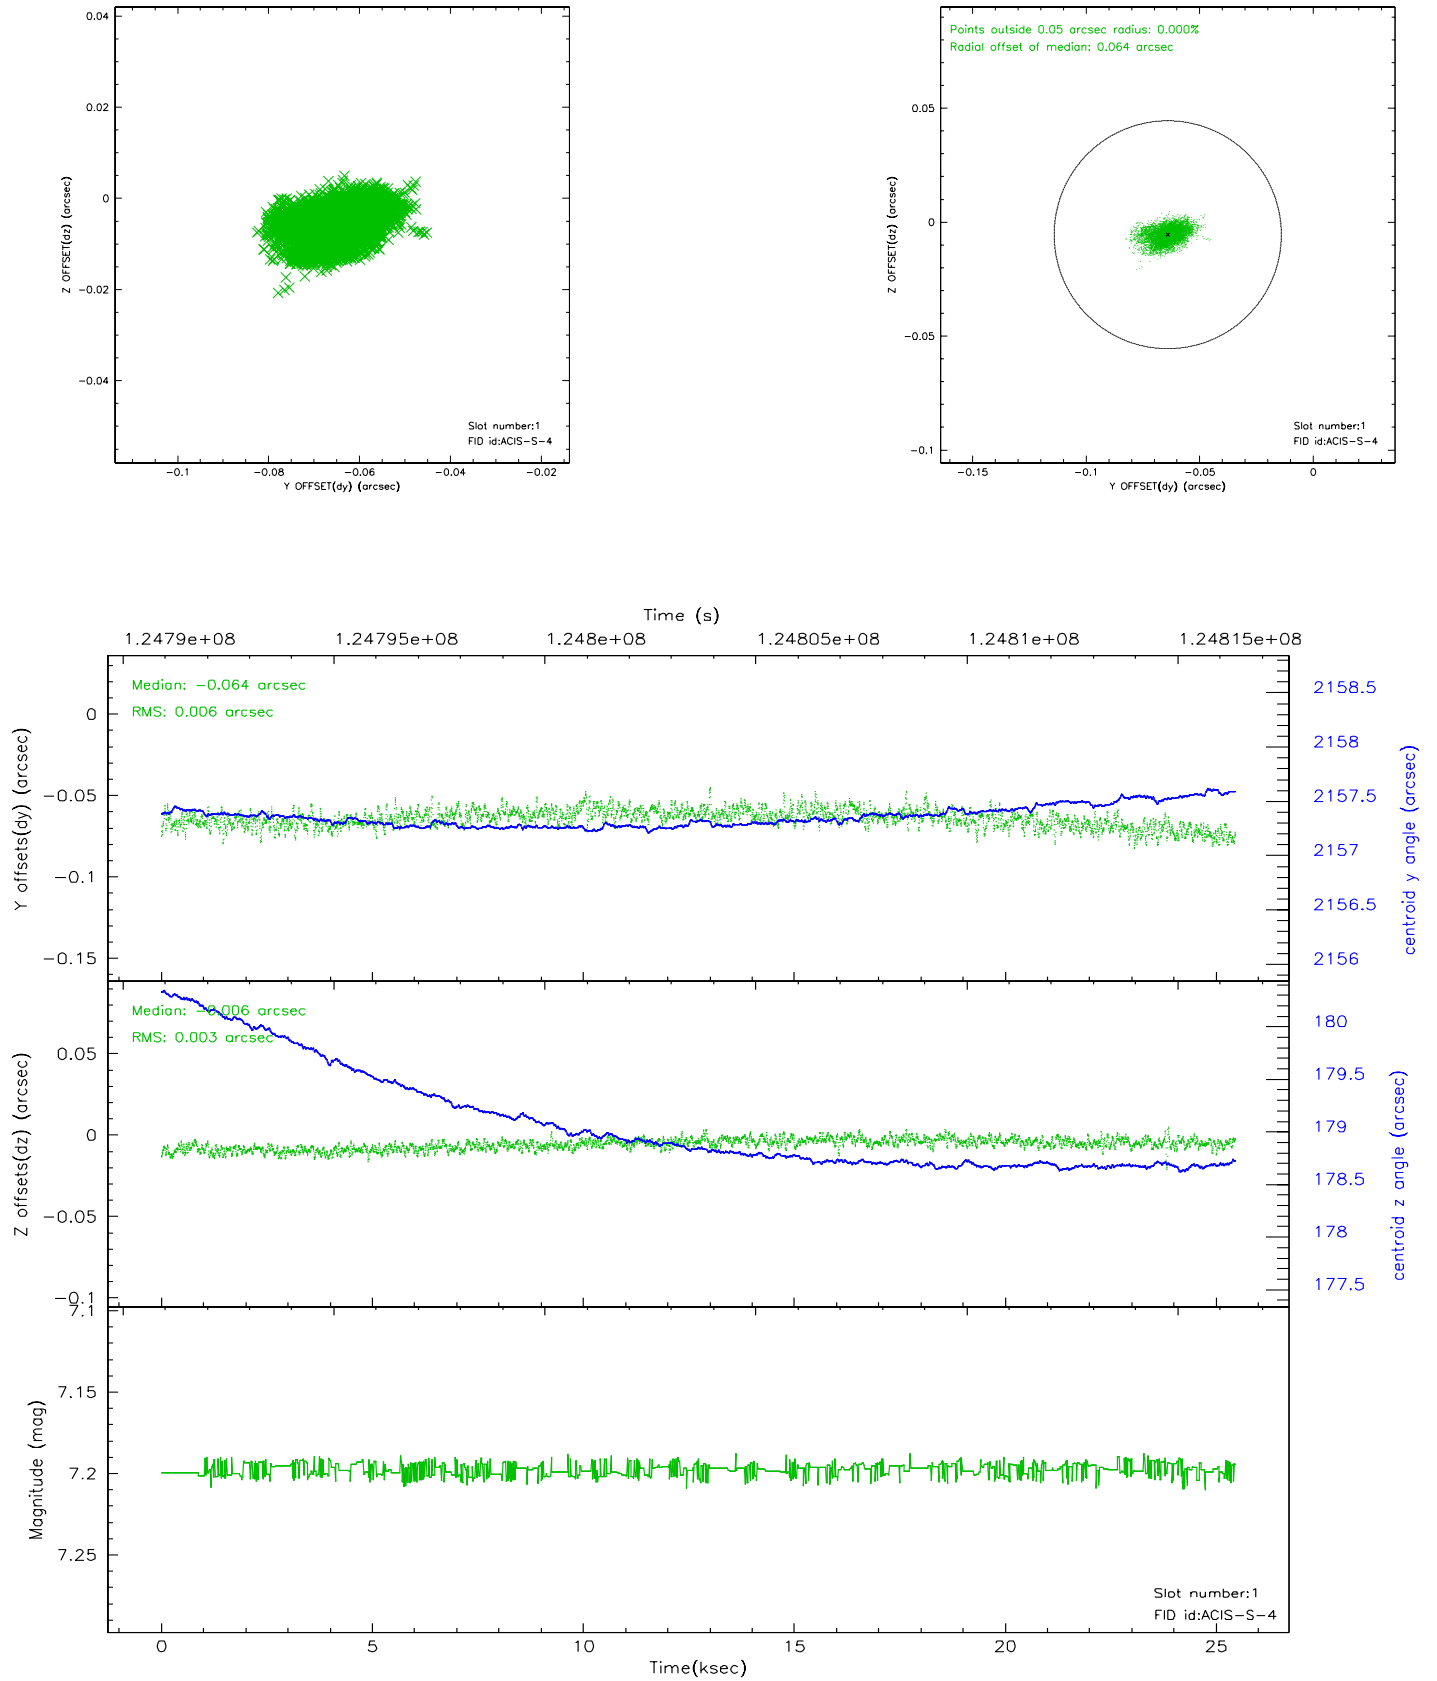 0.04
0.02
0
−0.02
−0.04
Z OFFSET(dz) (arcsec)
−0.1 −0.08 −0.06 −0.04 −0.02
Y OFFSET(dy) (arcsec)
Slot number:1
FID id:ACIS−S−4
Points outside 0.05 arcsec radius: 0.000%
Radial offset of median: 0.064 arcsec
0.05
0
−0.05
−0.1
Z OFFSET(dz) (arcsec)
−0.15 −0.1 −0.05 0
Y OFFSET(dy) (arcsec)
Slot number:1
FID id:ACIS−S−4
Time (s)
1.2479e+08 1.24795e+08 1.248e+08 1.24805e+08 1.2481e+08 1.24815e+08
Median: −0.064 arcsec
RMS: 0.006 arcsec
0
−0.05
−0.1
−0.15
Y offsets(dy) (arcsec)
2158.5
2158
2157.5
2157
2156.5
2156
centroid y angle (arcsec)
Median: −0.006 arcsec
RMS: 0.003 arcsec
0.05
0
−0.05
−0.1
Z offsets(dz) (arcsec)
180
179.5
179
178.5
178
177.5
centroid z angle (arcsec)
7.1
7.15
7.2
7.25
Magnitude (mag)
Slot number:1
FID id:ACIS−S−4
0 5 10 15 20 25
Time(ksec)